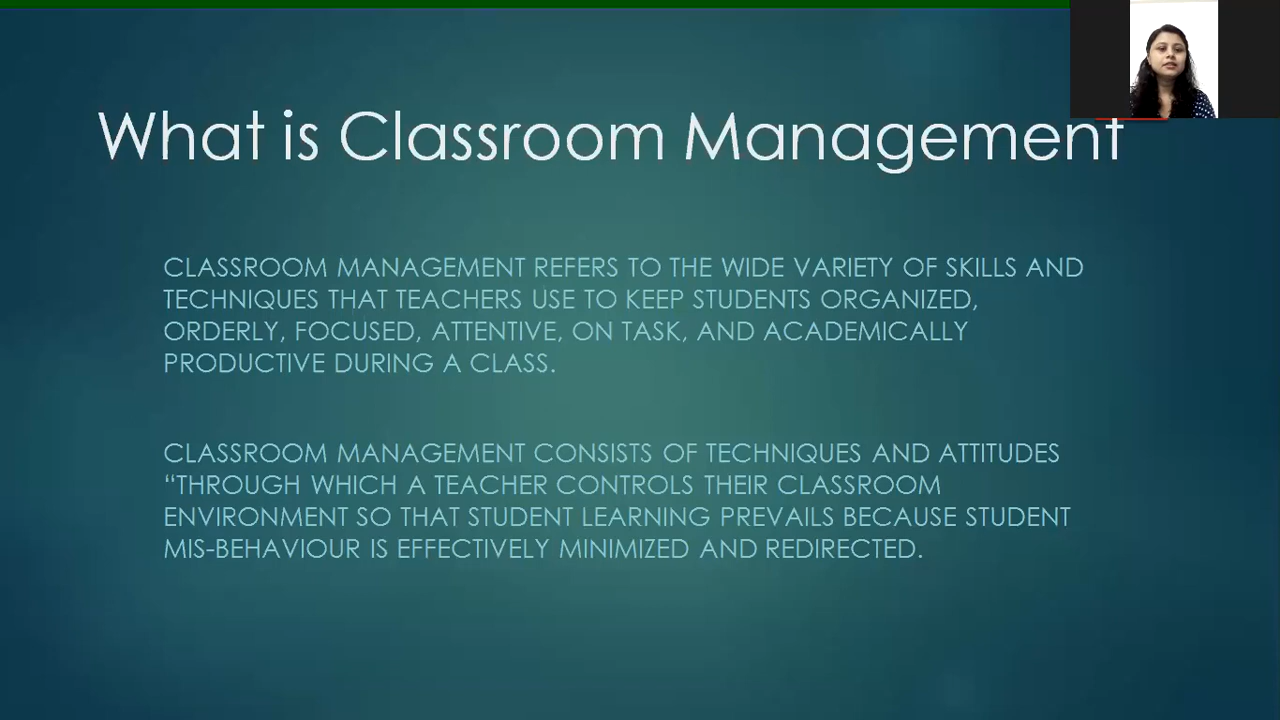 What is Classroom Management
CLASSROOM MANAGEMENT REFERS TO THE WIDE VARIETY OF SKILLS AND
TECHNIQUES THAT TEACHERS USE TO KEEP STUDENTS ORGANIZED,
ORDERLY, FOCUSED, ATTENTIVE, ON TASK, AND ACADEMICALLY
PRODUCTIVE DURING A CLASS.
CLASSROOM MANAGEMENT CONSISTS OF TECHNIQUES AND ATTITUDES
“THROUGH WHICH A TEACHER CONTROLS THEIR CLASSROOM
ENVIRONMENT SO THAT STUDENT LEARNING PREVAILS BECAUSE STUDENT
MIS-BEHAVIOUR IS EFFECTIVELY MINIMIZED AND REDIRECTED.